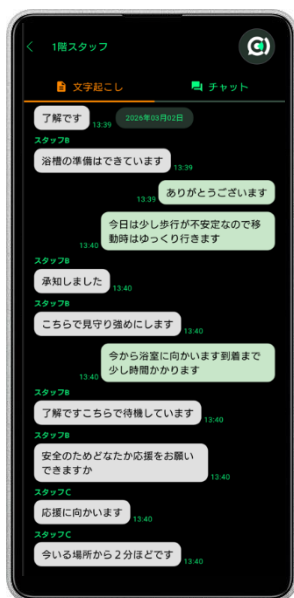 1階スタッフ
文字起こし
チャット
了解です
13:39
2026年03月02日
スタッフB
浴槽の準備はできています
13:39
ありがとうございます
13:39
今日は少し歩行が不安定なので移
動時はゆっくり行きます
13:40
スタッフB
承知しました
13:40
スタッフB
こちらで見守り強めにします
13:40
今から浴室に向かいます到着まで
少し時間かかります
13:40
スタッフB
了解ですこちらで待機しています
13:40
スタッフB
安全のためどなたか応援をお願い
できますか
13:40
スタッフC
応援に向かいます
13:40
スタッフC
今いる場所から2分ほどです
13:40